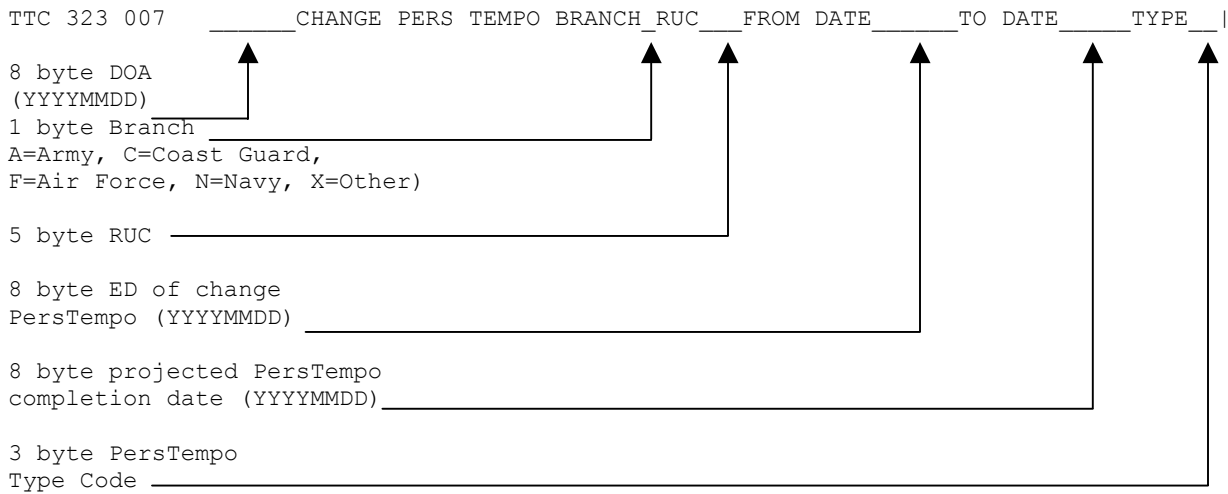 TTC 323 007 ______CHANGE PERS TEMPO BRANCH_RUC___FROM DATE______TO DATE_____TYPE__|
8 byte DOA
(YYYYMMDD)
1 byte Branch
A=Army, C=Coast Guard,
F=Air Force, N=Navy, X=Other)
5 byte RUC
8 byte ED of change
PersTempo (YYYYMMDD)
8 byte projected PersTempo
completion date (YYYYMMDD)
3 byte PersTempo
Type Code